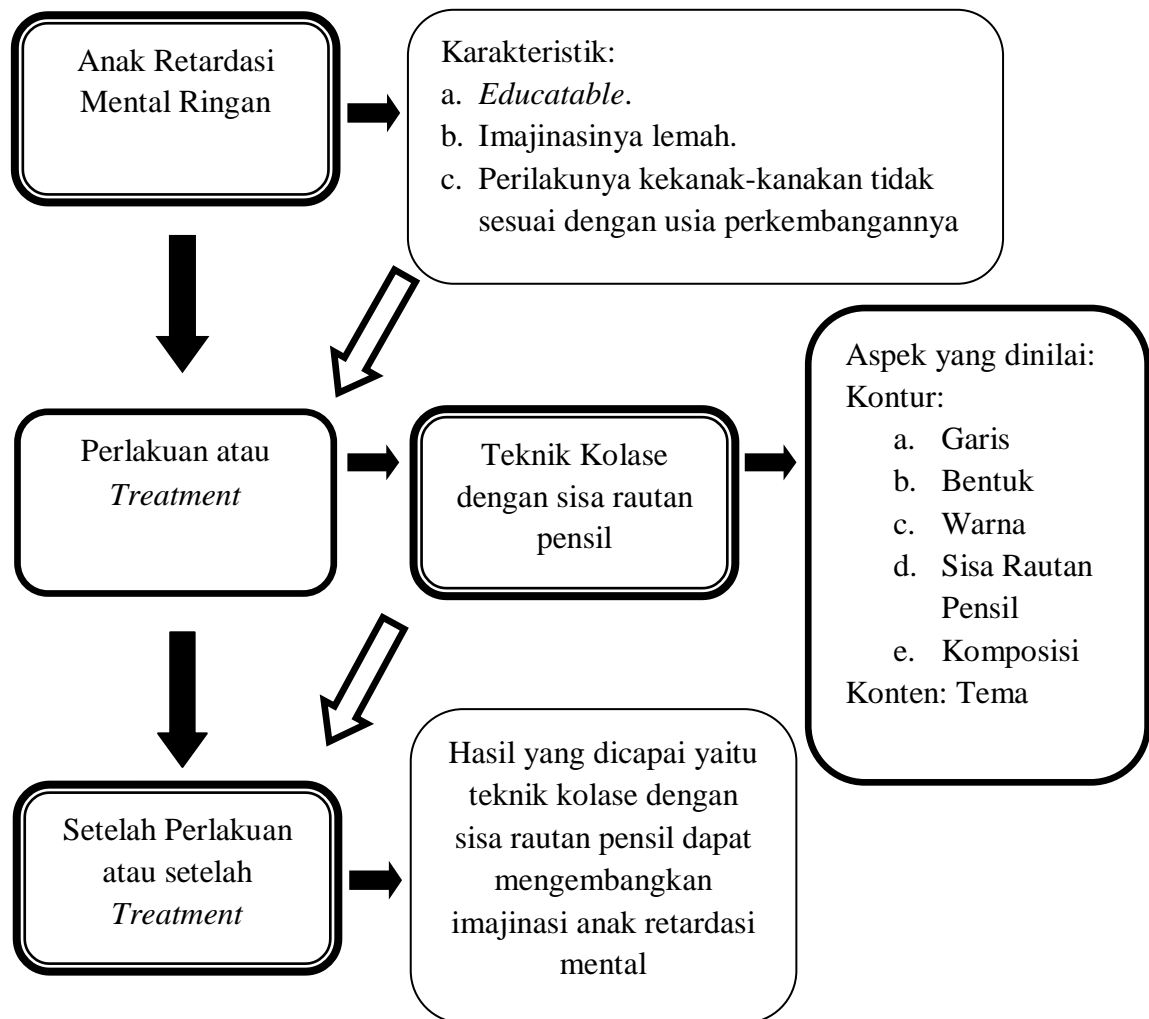 Anak Retardasi
Mental Ringan
Karakteristik:
a. Educatable.
b. Imajinasinya lemah.
c. Perilakunya kekanak-kanakan tidak
sesuai dengan usia perkembangannya
Perlakuan atau
Treatment
Teknik Kolase
dengan sisa rautan
pensil
Aspek yang dinilai:
Kontur:
a. Garis
b. Bentuk
c. Warna
d. Sisa Rautan
Pensil
e. Komposisi
Konten: Tema
Setelah Perlakuan
atau setelah
Treatment
Hasil yang dicapai yaitu
teknik kolase dengan
sisa rautan pensil dapat
mengembangkan
imajinasi anak retardasi
mental